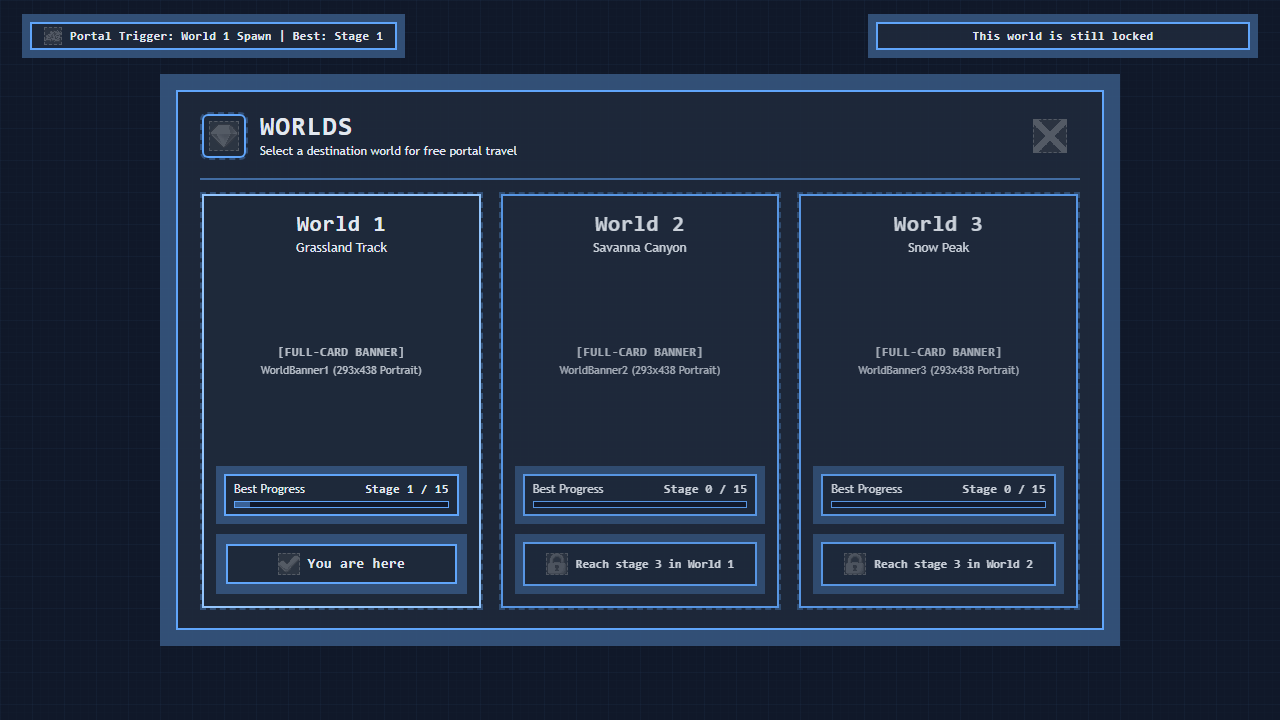 Portal Trigger: World 1 Spawn | Best: Stage 1
This world is still locked
WORLDS
Select a destination world for free portal travel
World 1
Grassland Track
[FULL-CARD BANNER]
WorldBanner1 (293x438 Portrait)
Best Progress Stage 1 / 15
You are here
World 2
Savanna Canyon
[FULL-CARD BANNER]
WorldBanner2 (293x438 Portrait)
Best Progress Stage 0 / 15
Reach stage 3 in World 1
World 3
Snow Peak
[FULL-CARD BANNER]
WorldBanner3 (293x438 Portrait)
Best Progress Stage 0 / 15
Reach stage 3 in World 2